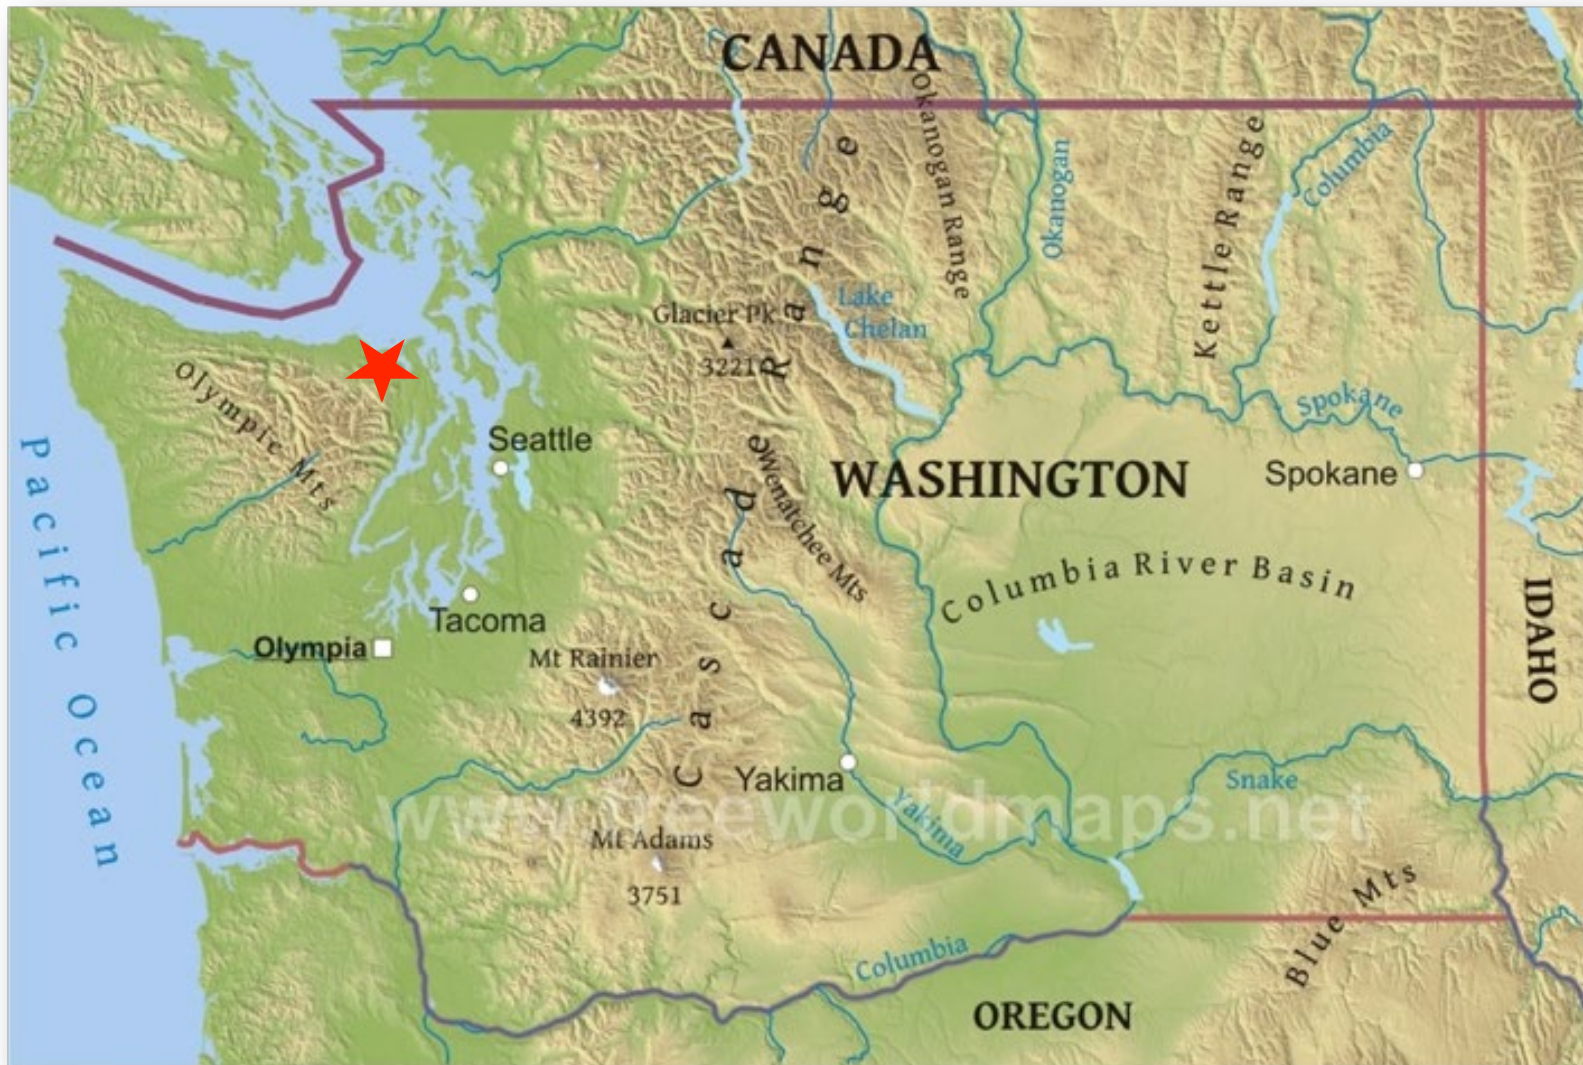 CANADA
Okanogan Range
Okanogan
Kettle Range
Columbia
Cascade Range
Glacier Pk
3221
Lake
Chelan
Olympic Mts
Spokane
Seattle
WASHINGTON
Spokane
Wenatchee Mts
Pacific Ocean
Columbia River Basin
IDAHO
Tacoma
Olympia
Mt Rainier
4392
Yakima
Snake
www.freeworldmaps.net
Yakima
Mt Adams
3751
Blue Mts
Columbia
OREGON